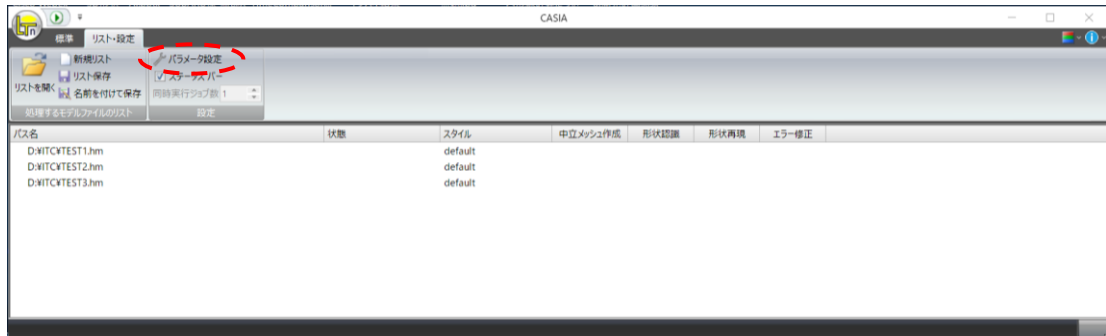 CASIA
標準 リスト・設定
新規リスト パラメータ設定
リスト保存 ステータスバー
リストを開く 名前を付けて保存 同時実行ジョブ数 1
処理するモデルファイルのリスト 設定
パス名 状態 スタイル 中立メッシュ作成 形状認識 形状再現 エラー修正
D:¥ITC¥TEST1.hm default
D:¥ITC¥TEST2.hm default
D:¥ITC¥TEST3.hm default